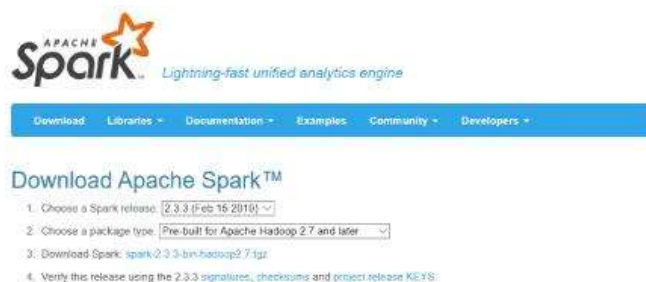 APACHE
Spark™ Lightning-fast unified analytics engine
Download Libraries Documentation Examples Community Developers
Download Apache Spark™
1. Choose a Spark release: 2.3.3 (Feb 15 2019)
2. Choose a package type: Pre-built for Apache Hadoop 2.7 and later
3. Download Spark: spark-2.3.3-bin-hadoop2.7.tgz
4. Verify this release using the 2.3.3 signatures, checksums and project release KEYS.